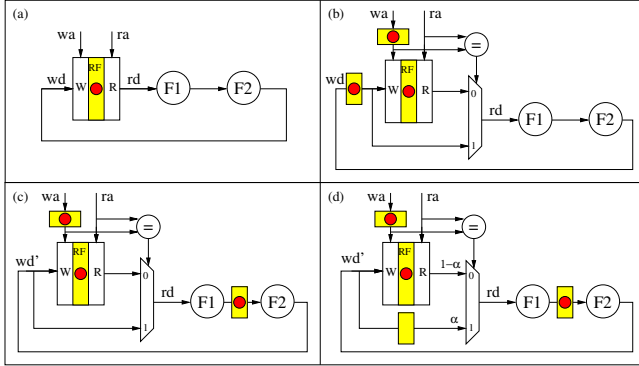 (a)
wa
ra
RF
wd
W
R
rd
F1
F2
(b)
wa
ra
=
RF
wd
W
R
0
rd
F1
F2
1
(c)
wa
ra
=
RF
wd'
W
R
0
rd
F1
F2
1
(d)
wa
ra
=
RF
wd'
W
R
1−α
0
rd
F1
F2
α
1